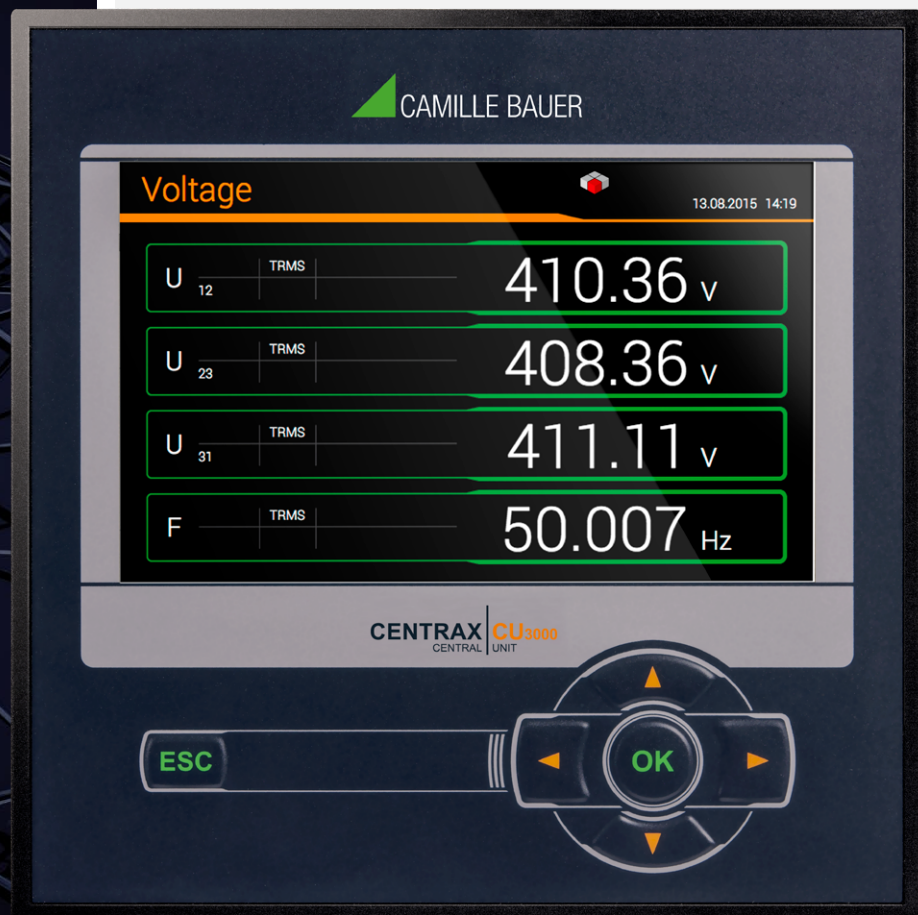 CAMILLE BAUER
Voltage
13.08.2015 14:19
U 12 TRMS 410.36 V
U 23 TRMS 408.36 V
U 31 TRMS 411.11 V
F TRMS 50.007 Hz
CENTRAX CU3000
CENTRAL UNIT
ESC
OK